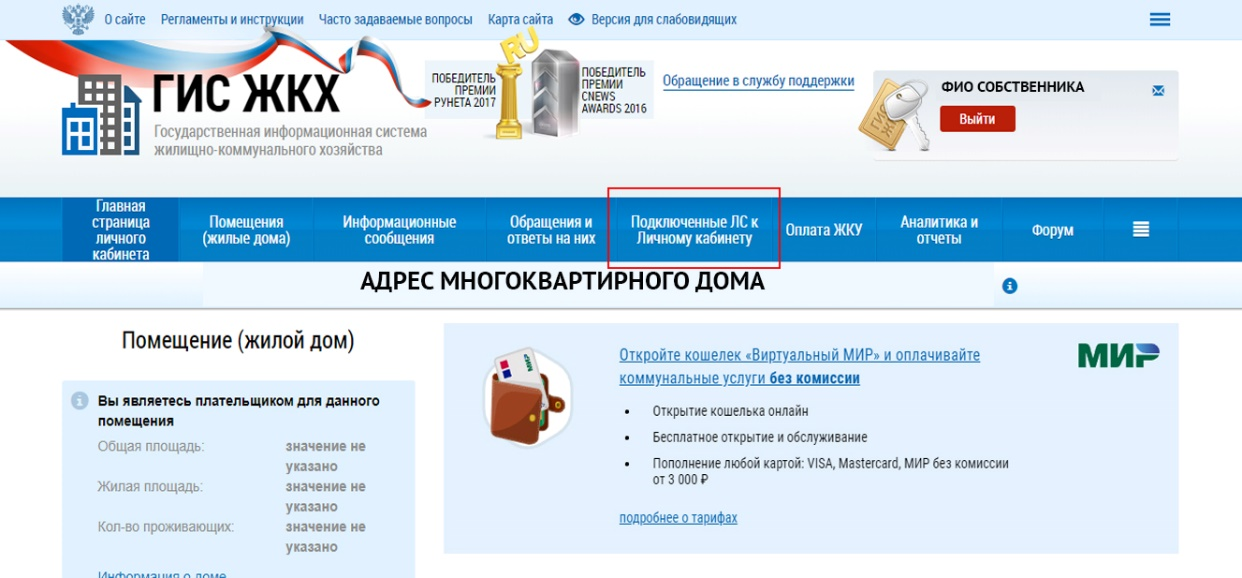 О сайте Регламенты и инструкции Часто задаваемые вопросы Карта сайта Версия для слабовидящих
ГИС ЖКХ
Государственная информационная система
жилищно-коммунального хозяйства
ПОБЕДИТЕЛЬ
ПРЕМИИ
РУНЕТА 2017
RU
ПОБЕДИТЕЛЬ
ПРЕМИИ
CNEWS
AWARDS 2016
Обращение в службу поддержки
ГИС
ЖКХ
ФИО СОБСТВЕННИКА
Выйти
Главная
страница
личного
кабинета
Помещения
(жилые дома)
Информационные
сообщения
Обращения и
ответы на них
Подключенные ЛС к
Личному кабинету
Оплата ЖКУ
Аналитика и
отчеты
Форум
АДРЕС МНОГОКВАРТИРНОГО ДОМА
Помещение (жилой дом)
Вы являетесь плательщиком для данного
помещения
Общая площадь: значение не
указано
Жилая площадь: значение не
указано
Кол-во проживающих: значение не
указано
Информация о доме
Откройте кошелек «Виртуальный МИР» и оплачивайте
коммунальные услуги без комиссии
МИР
• Открытие кошелька онлайн
• Бесплатное открытие и обслуживание
• Пополнение любой картой: VISA, Mastercard, МИР без комиссии
от 3 000 ₽
подробнее о тарифах